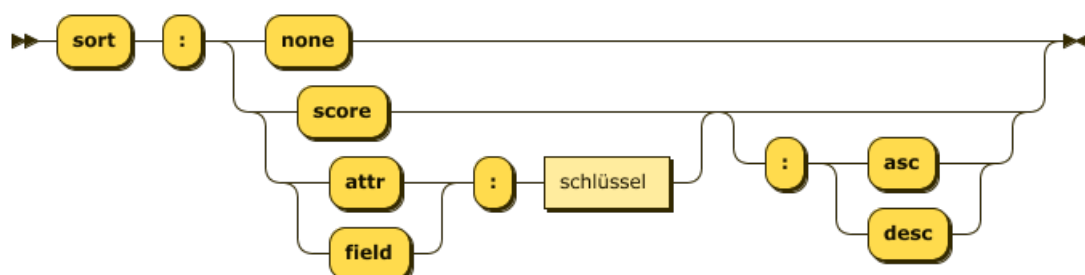 sort : none
score
attr : schlüssel : asc
field desc